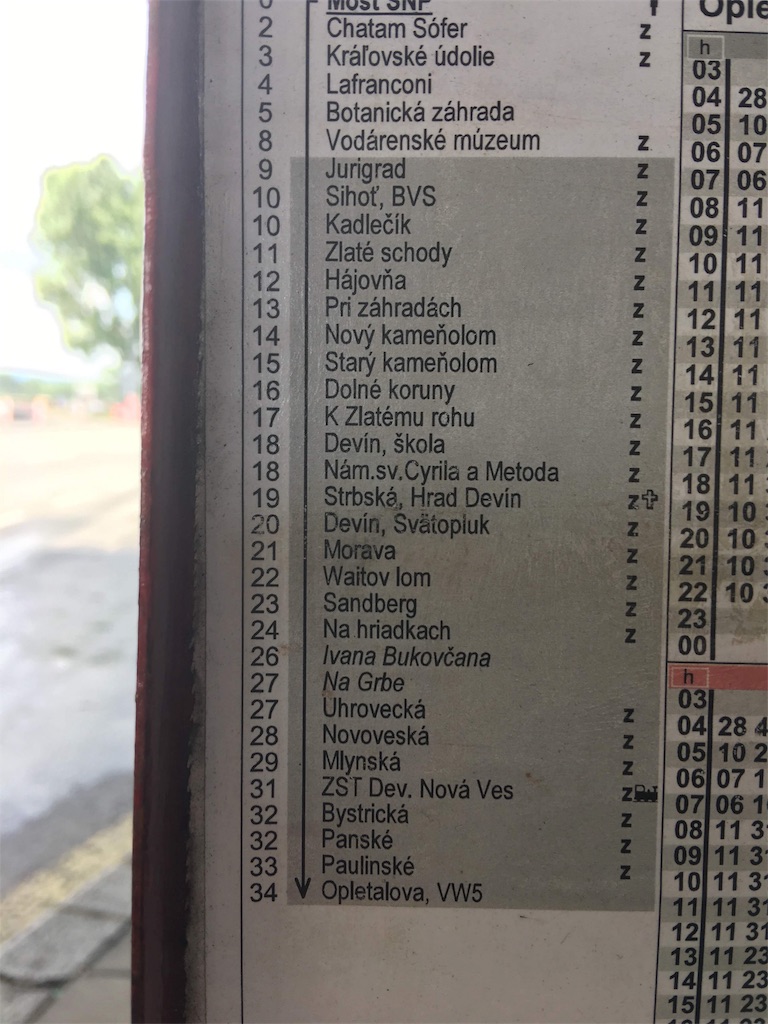 0 Most SNP
2 Chatam Sófer z
3 Kráľovské údolie z
4 Lafranconi
5 Botanická záhrada
8 Vodárenské múzeum z
9 Jurigrad z
10 Sihoť, BVS z
10 Kadlečík z
11 Zlaté schody z
12 Hájovňa z
13 Pri záhradách z
14 Nový kameňolom z
15 Starý kameňolom z
16 Dolné koruny z
17 K Zlatému rohu z
18 Devín, škola z
18 Nám.sv.Cyrila a Metoda z
19 Strbská, Hrad Devín z
20 Devín, Svätopluk z
21 Morava z
22 Waitov lom z
23 Sandberg z
24 Na hriadkach z
26 Ivana Bukovčana
27 Na Grbe
27 Uhrovecká z
28 Novoveská z
29 Mlynská z
31 ZST Dev. Nová Ves z
32 Bystrická z
32 Panské z
33 Paulinské z
34 Opletalova, VW5
Ople
h
03
04 28
05 10
06 07
07 06
08 11
09 11
10 11
11 11
12 11
13 11
14 11
15 11
16 11
17 11
18 11
19 10
20 10
21 10
22 10
23
00
h
03
04 28 4
05 10 2
06 07 1
07 06 1
08 11 31
09 11 31
10 11 31
11 11 31
12 11 31
13 11 23
14 11 23
15 11 23